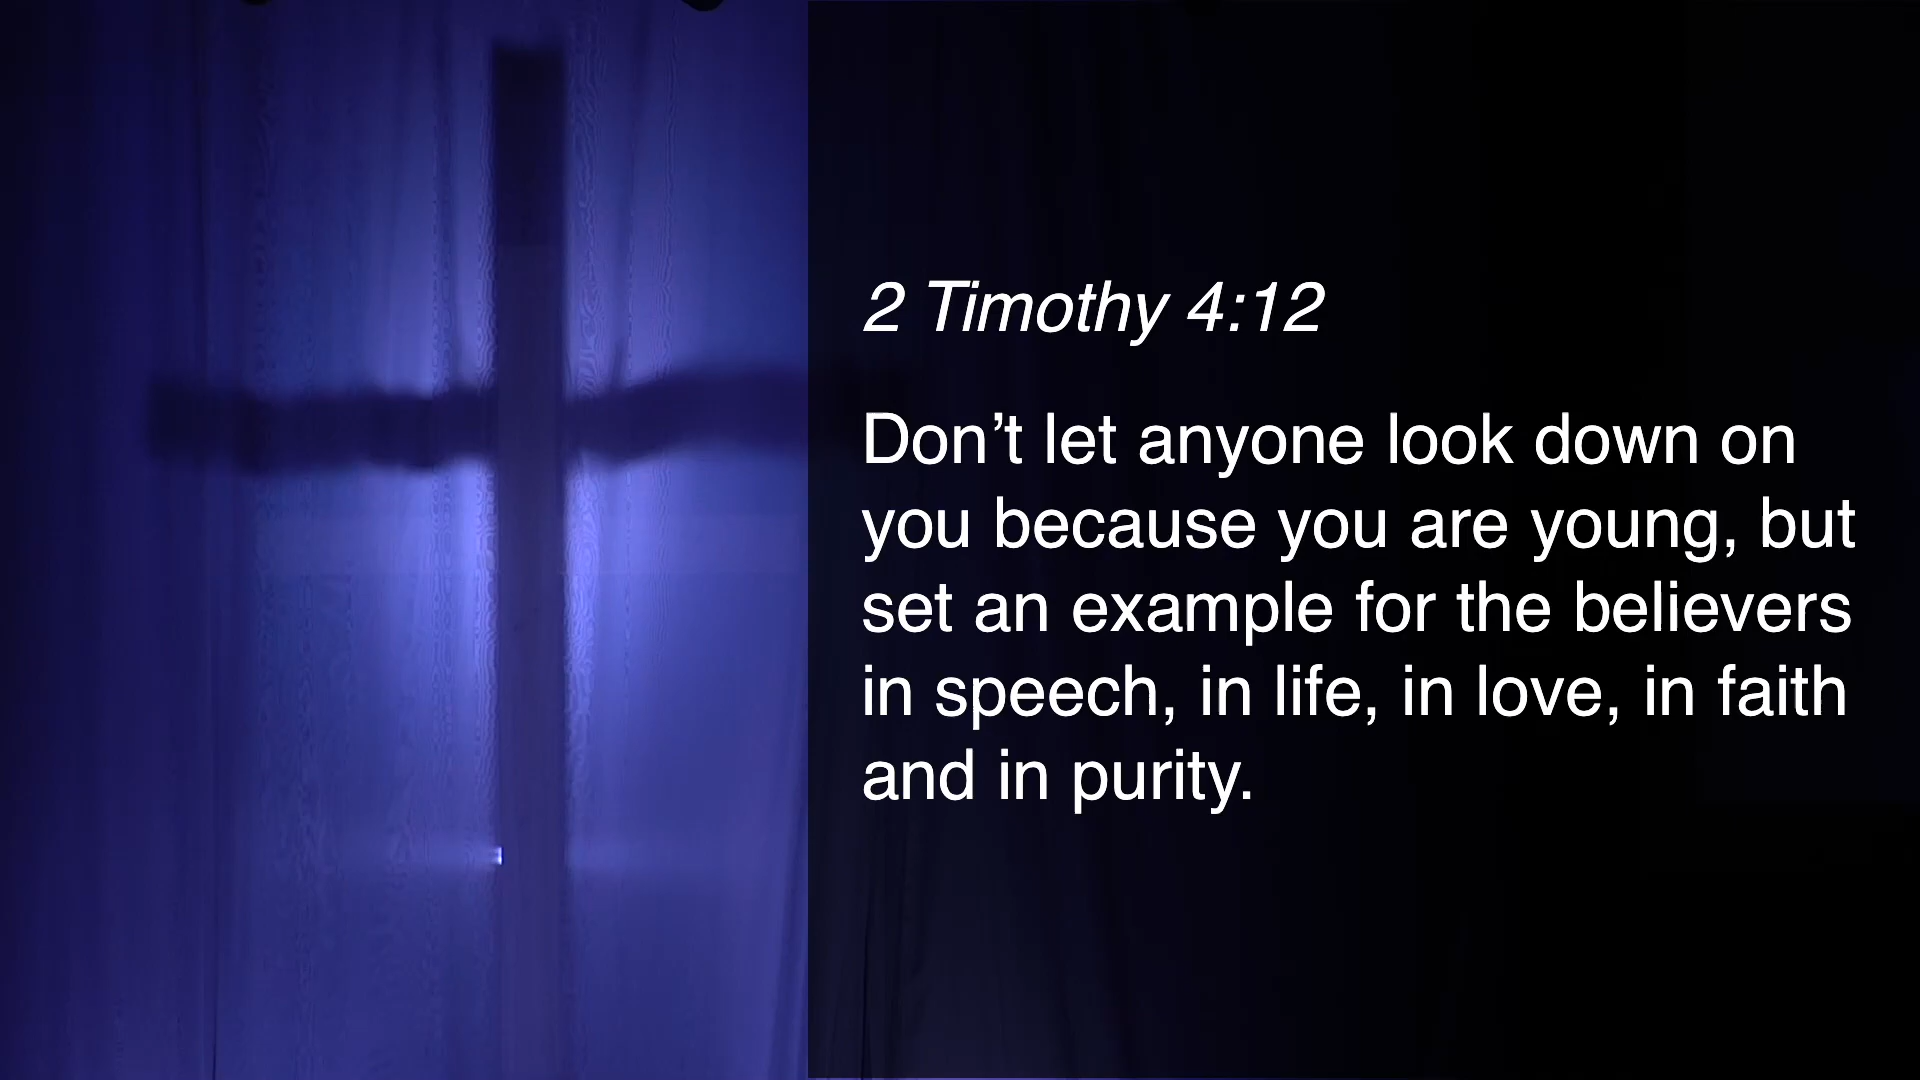 2 Timothy 4:12
Don’t let anyone look down on
you because you are young, but
set an example for the believers
in speech, in life, in love, in faith
and in purity.